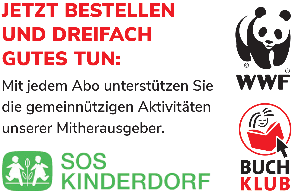 JETZT BESTELLEN
UND DREIFACH
GUTES TUN:
Mit jedem Abo unterstützen Sie
die gemeinnützigen Aktivitäten
unserer Mitherausgeber.
SOS
KINDERDORF
WWF
BUCH
KLUB